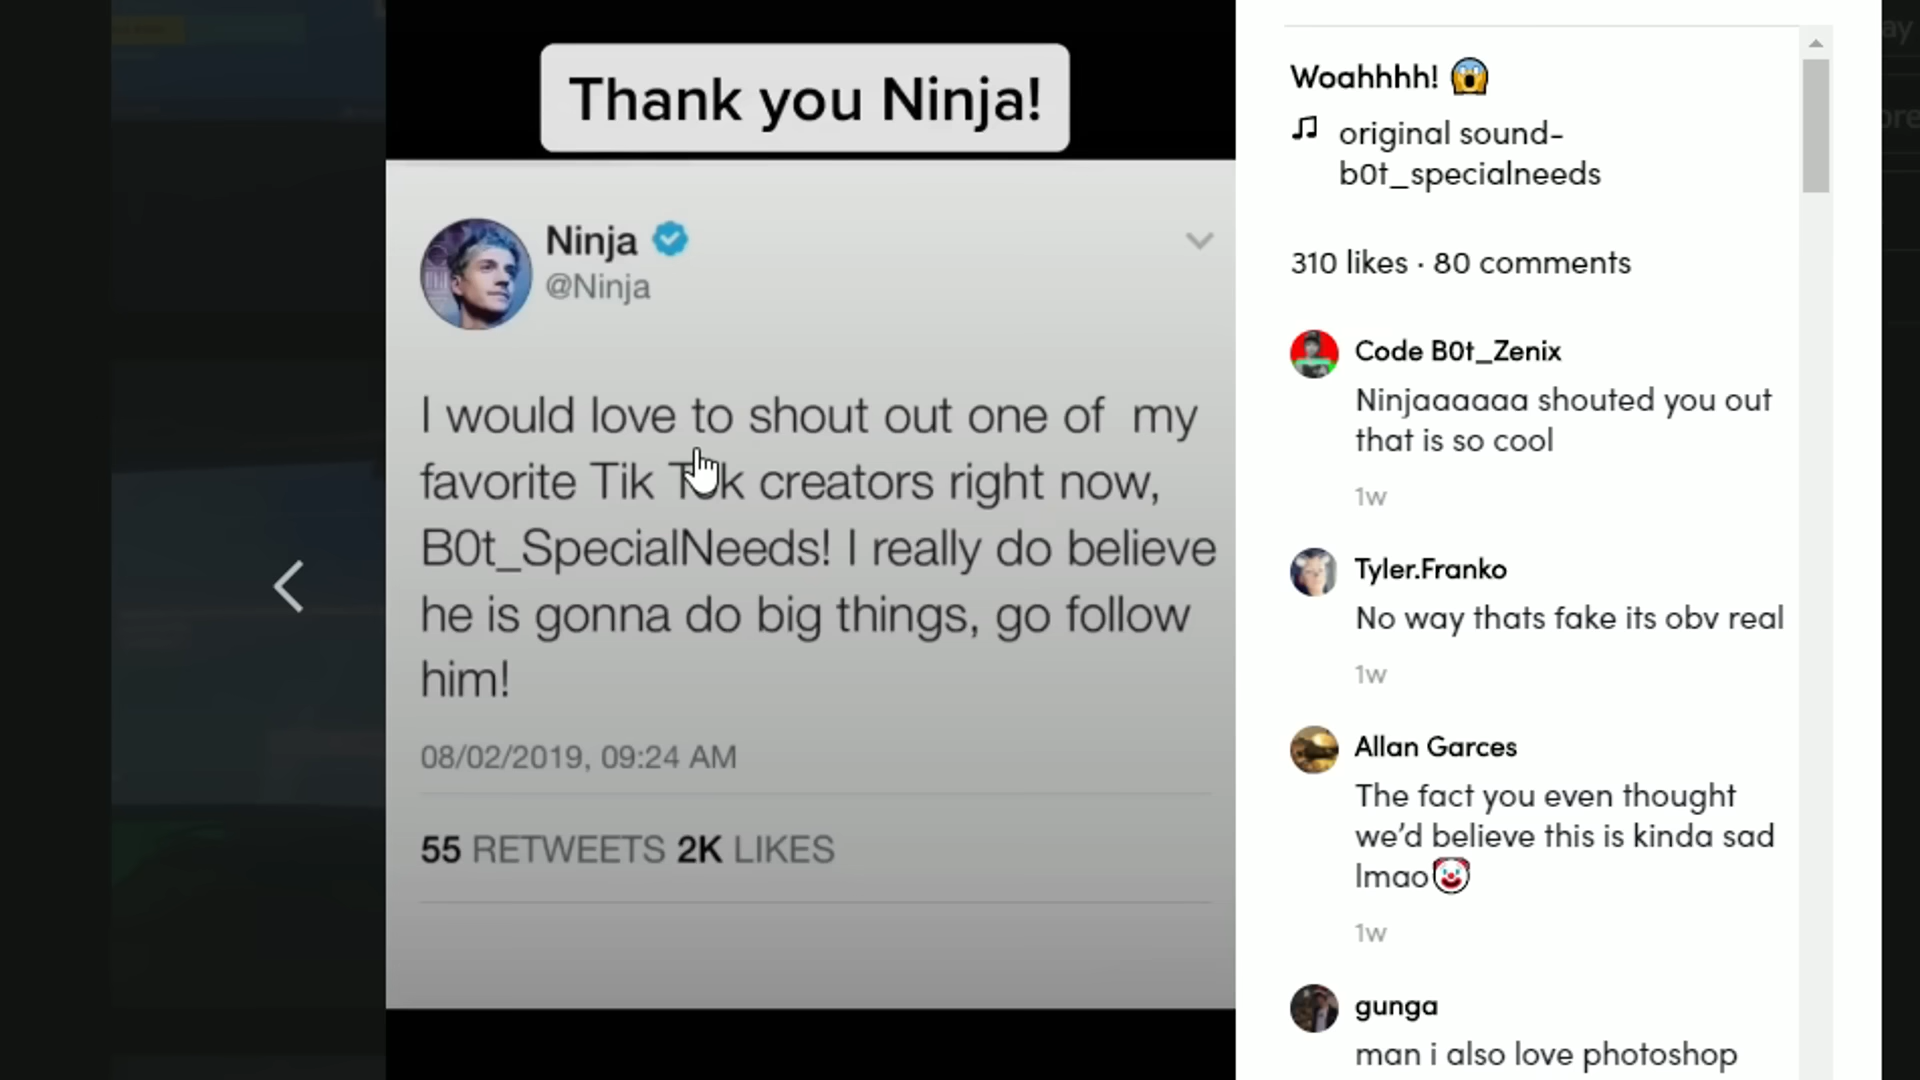 Thank you Ninja!
Ninja
@Ninja
I would love to shout out one of  my
favorite Tik Tok creators right now,
B0t_SpecialNeeds! I really do believe
he is gonna do big things, go follow
him!
08/02/2019, 09:24 AM
55 RETWEETS 2K LIKES
Woahhhh! 😱
original sound-
b0t_specialneeds
310 likes · 80 comments
Code B0t_Zenix
Ninjaaaaaa shouted you out
that is so cool
1w
Tyler.Franko
No way thats fake its obv real
1w
Allan Garces
The fact you even thought
we'd believe this is kinda sad
lmao🤡
1w
gunga
man i also love photoshop